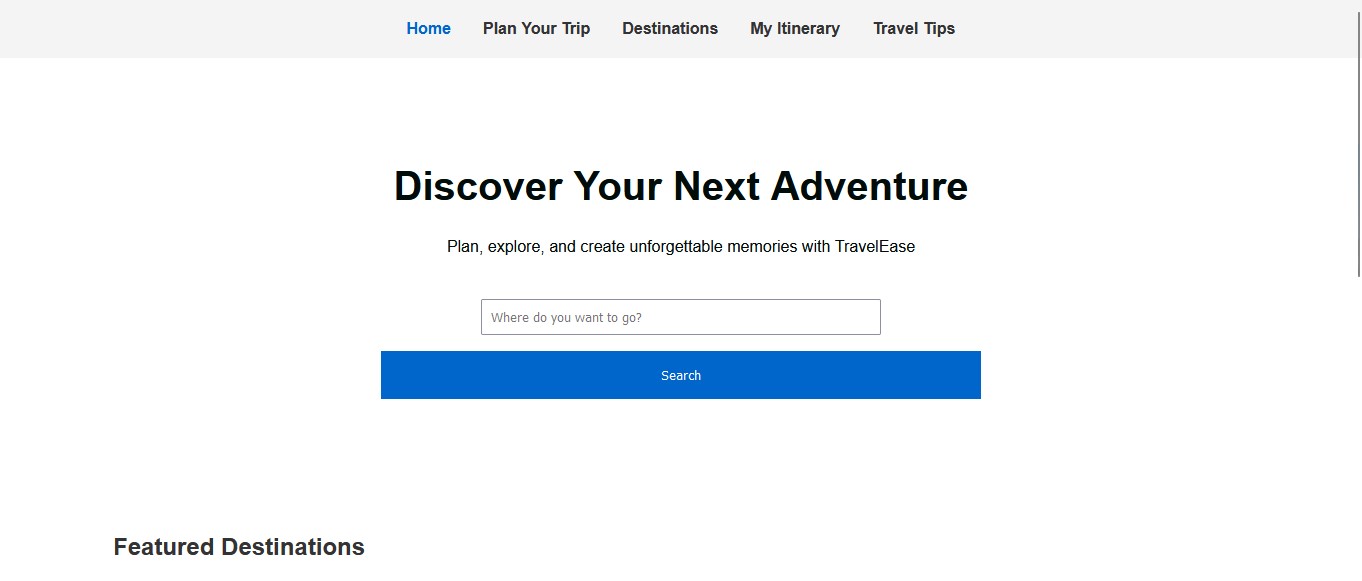 Home Plan Your Trip Destinations My Itinerary Travel Tips
Discover Your Next Adventure
Plan, explore, and create unforgettable memories with TravelEase
Where do you want to go?
Search
Featured Destinations